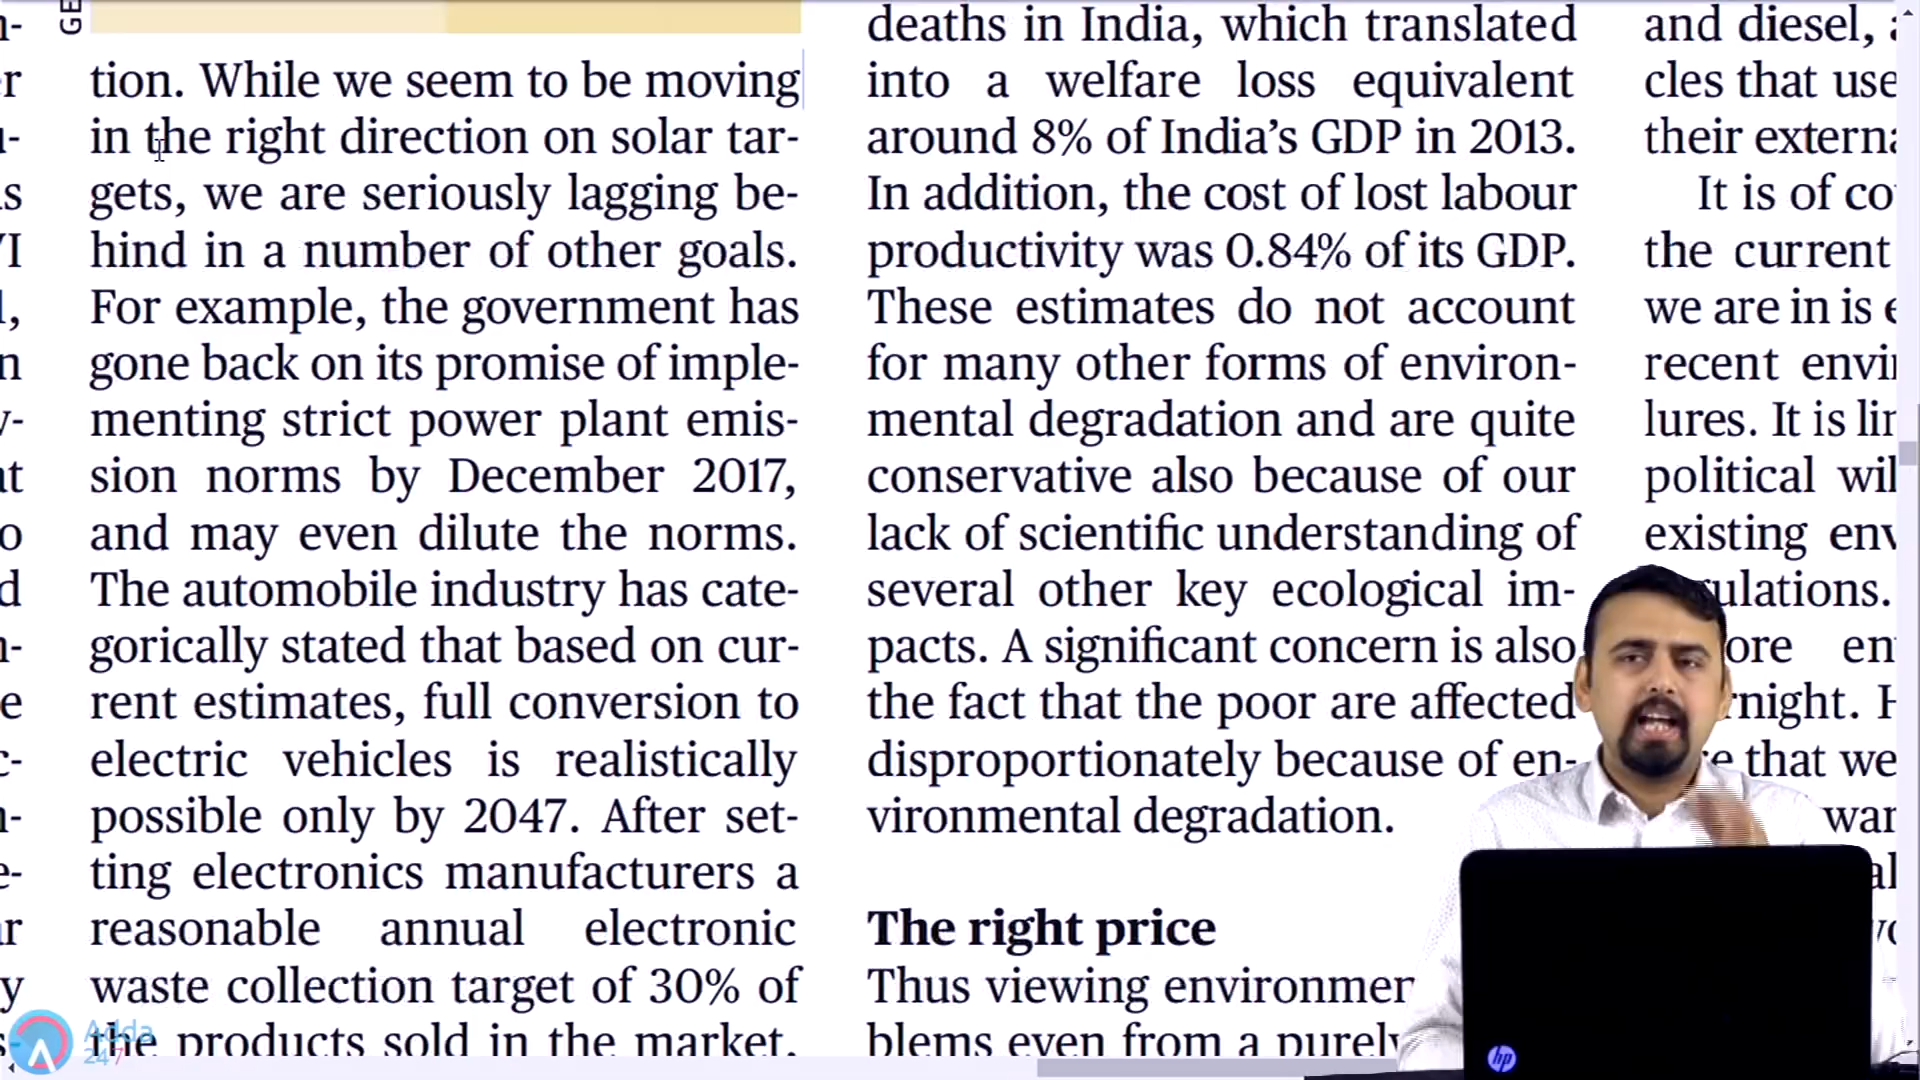 GE
tion. While we seem to be moving
in the right direction on solar tar-
gets, we are seriously lagging be-
hind in a number of other goals.
For example, the government has
gone back on its promise of imple-
menting strict power plant emis-
sion norms by December 2017,
and may even dilute the norms.
The automobile industry has cate-
gorically stated that based on cur-
rent estimates, full conversion to
electric vehicles is realistically
possible only by 2047. After set-
ting electronics manufacturers a
reasonable annual electronic
waste collection target of 30% of
the products sold in the market,
deaths in India, which translated
into a welfare loss equivalent
around 8% of India’s GDP in 2013.
In addition, the cost of lost labour
productivity was 0.84% of its GDP.
These estimates do not account
for many other forms of environ-
mental degradation and are quite
conservative also because of our
lack of scientific understanding of
several other key ecological im-
pacts. A significant concern is also
the fact that the poor are affected
disproportionately because of en-
vironmental degradation.
The right price
Thus viewing environmen
blems even from a purely
and diesel,
cles that use
their externa
It is of co
the current
we are in is
recent envi
lures. It is
political wil
existing env
gulations.
ore en
rnight. H
e that we
wan
Adda
247
hp